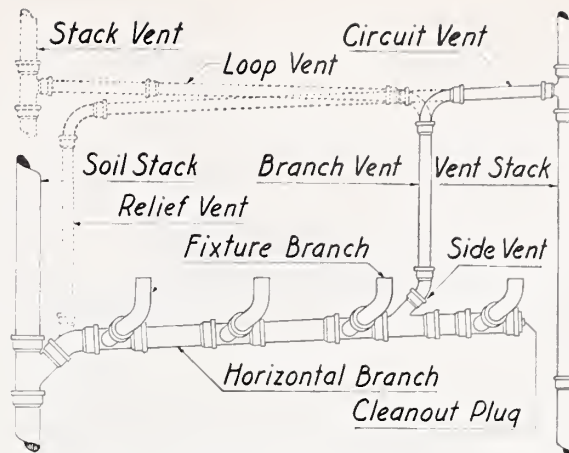 Stack Vent
Circuit Vent
Loop Vent
Soil Stack
Branch Vent
Vent Stack
Relief Vent
Fixture Branch
Side Vent
Horizontal Branch
Cleanout Plug